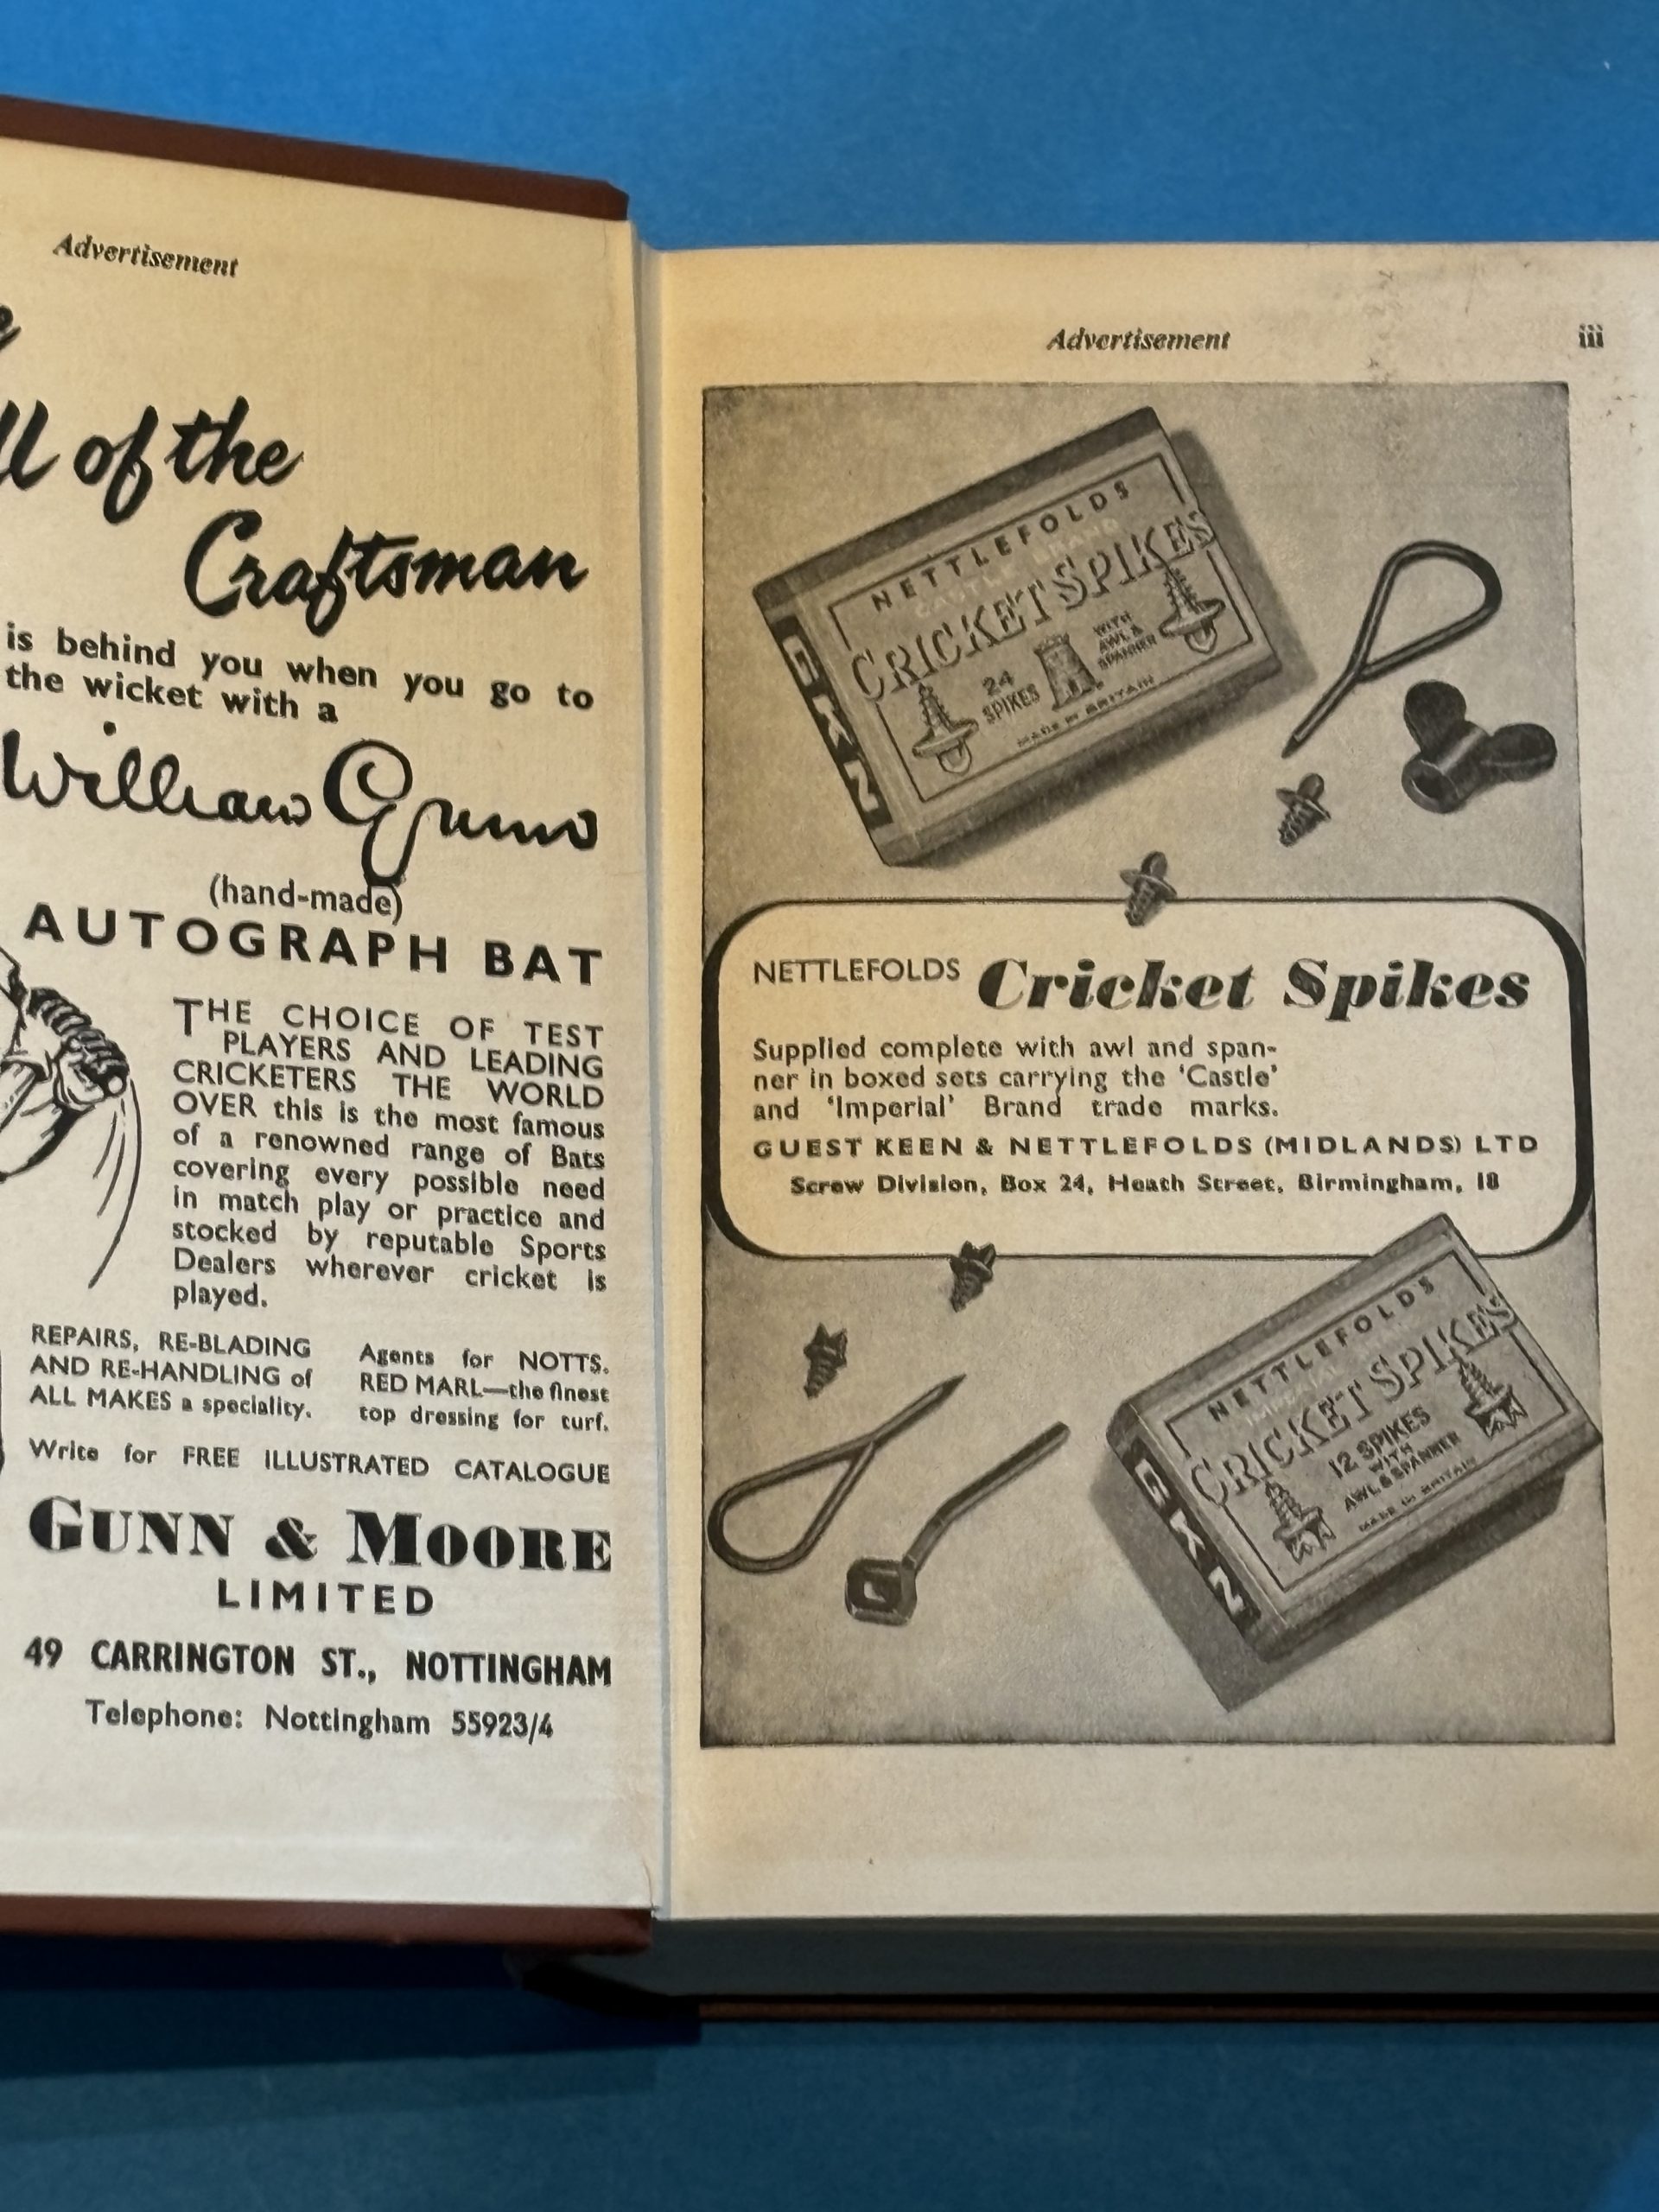 Advertisement
of the
Craftsman
is behind you when you go to
the wicket with a
William Gunn
(hand-made)
AUTOGRAPH BAT
THE CHOICE OF TEST
PLAYERS AND LEADING
CRICKETERS THE WORLD
OVER this is the most famous
of a renowned range of Bats
covering every possible need
in match play or practice and
stocked by reputable Sports
Dealers wherever cricket is
played.
REPAIRS, RE-BLADING
AND RE-HANDLING of
ALL MAKES a speciality.
Agents for NOTTS.
RED MARL—the finest
top dressing for turf.
Write for FREE ILLUSTRATED CATALOGUE
GUNN & MOORE
LIMITED
49 CARRINGTON ST., NOTTINGHAM
Telephone: Nottingham 55923/4
Advertisement
iii
NETTLEFOLDS
CASTLE BRAND
CRICKET SPIKES
24
SPIKES
WITH
AWL &
SPANNER
MADE IN BRITAIN
GKN
NETTLEFOLDS Cricket Spikes
Supplied complete with awl and span-
ner in boxed sets carrying the 'Castle'
and 'Imperial' Brand trade marks.
GUEST KEEN & NETTLEFOLDS (MIDLANDS) LTD
Screw Division, Box 24, Heath Street, Birmingham, 18
NETTLEFOLDS
CRICKET SPIKES
12 SPIKES
WITH
AWL & SPANNER
MADE IN BRITAIN
GKN